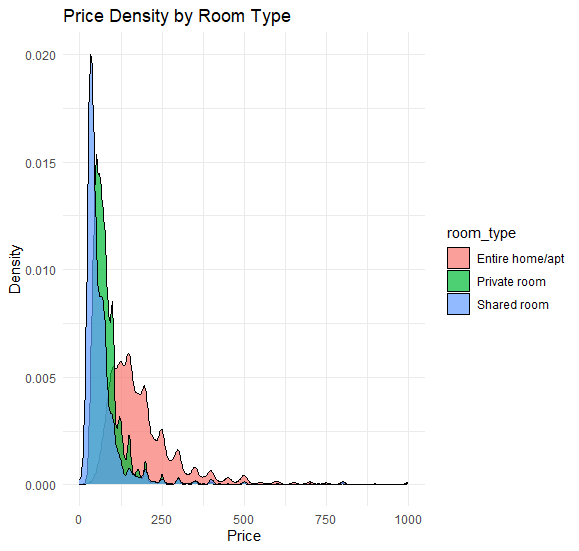 Price Density by Room Type
0.020
0.015
0.010
0.005
0.000
Density
0
250
500
750
1000
Price
room_type
Entire home/apt
Private room
Shared room